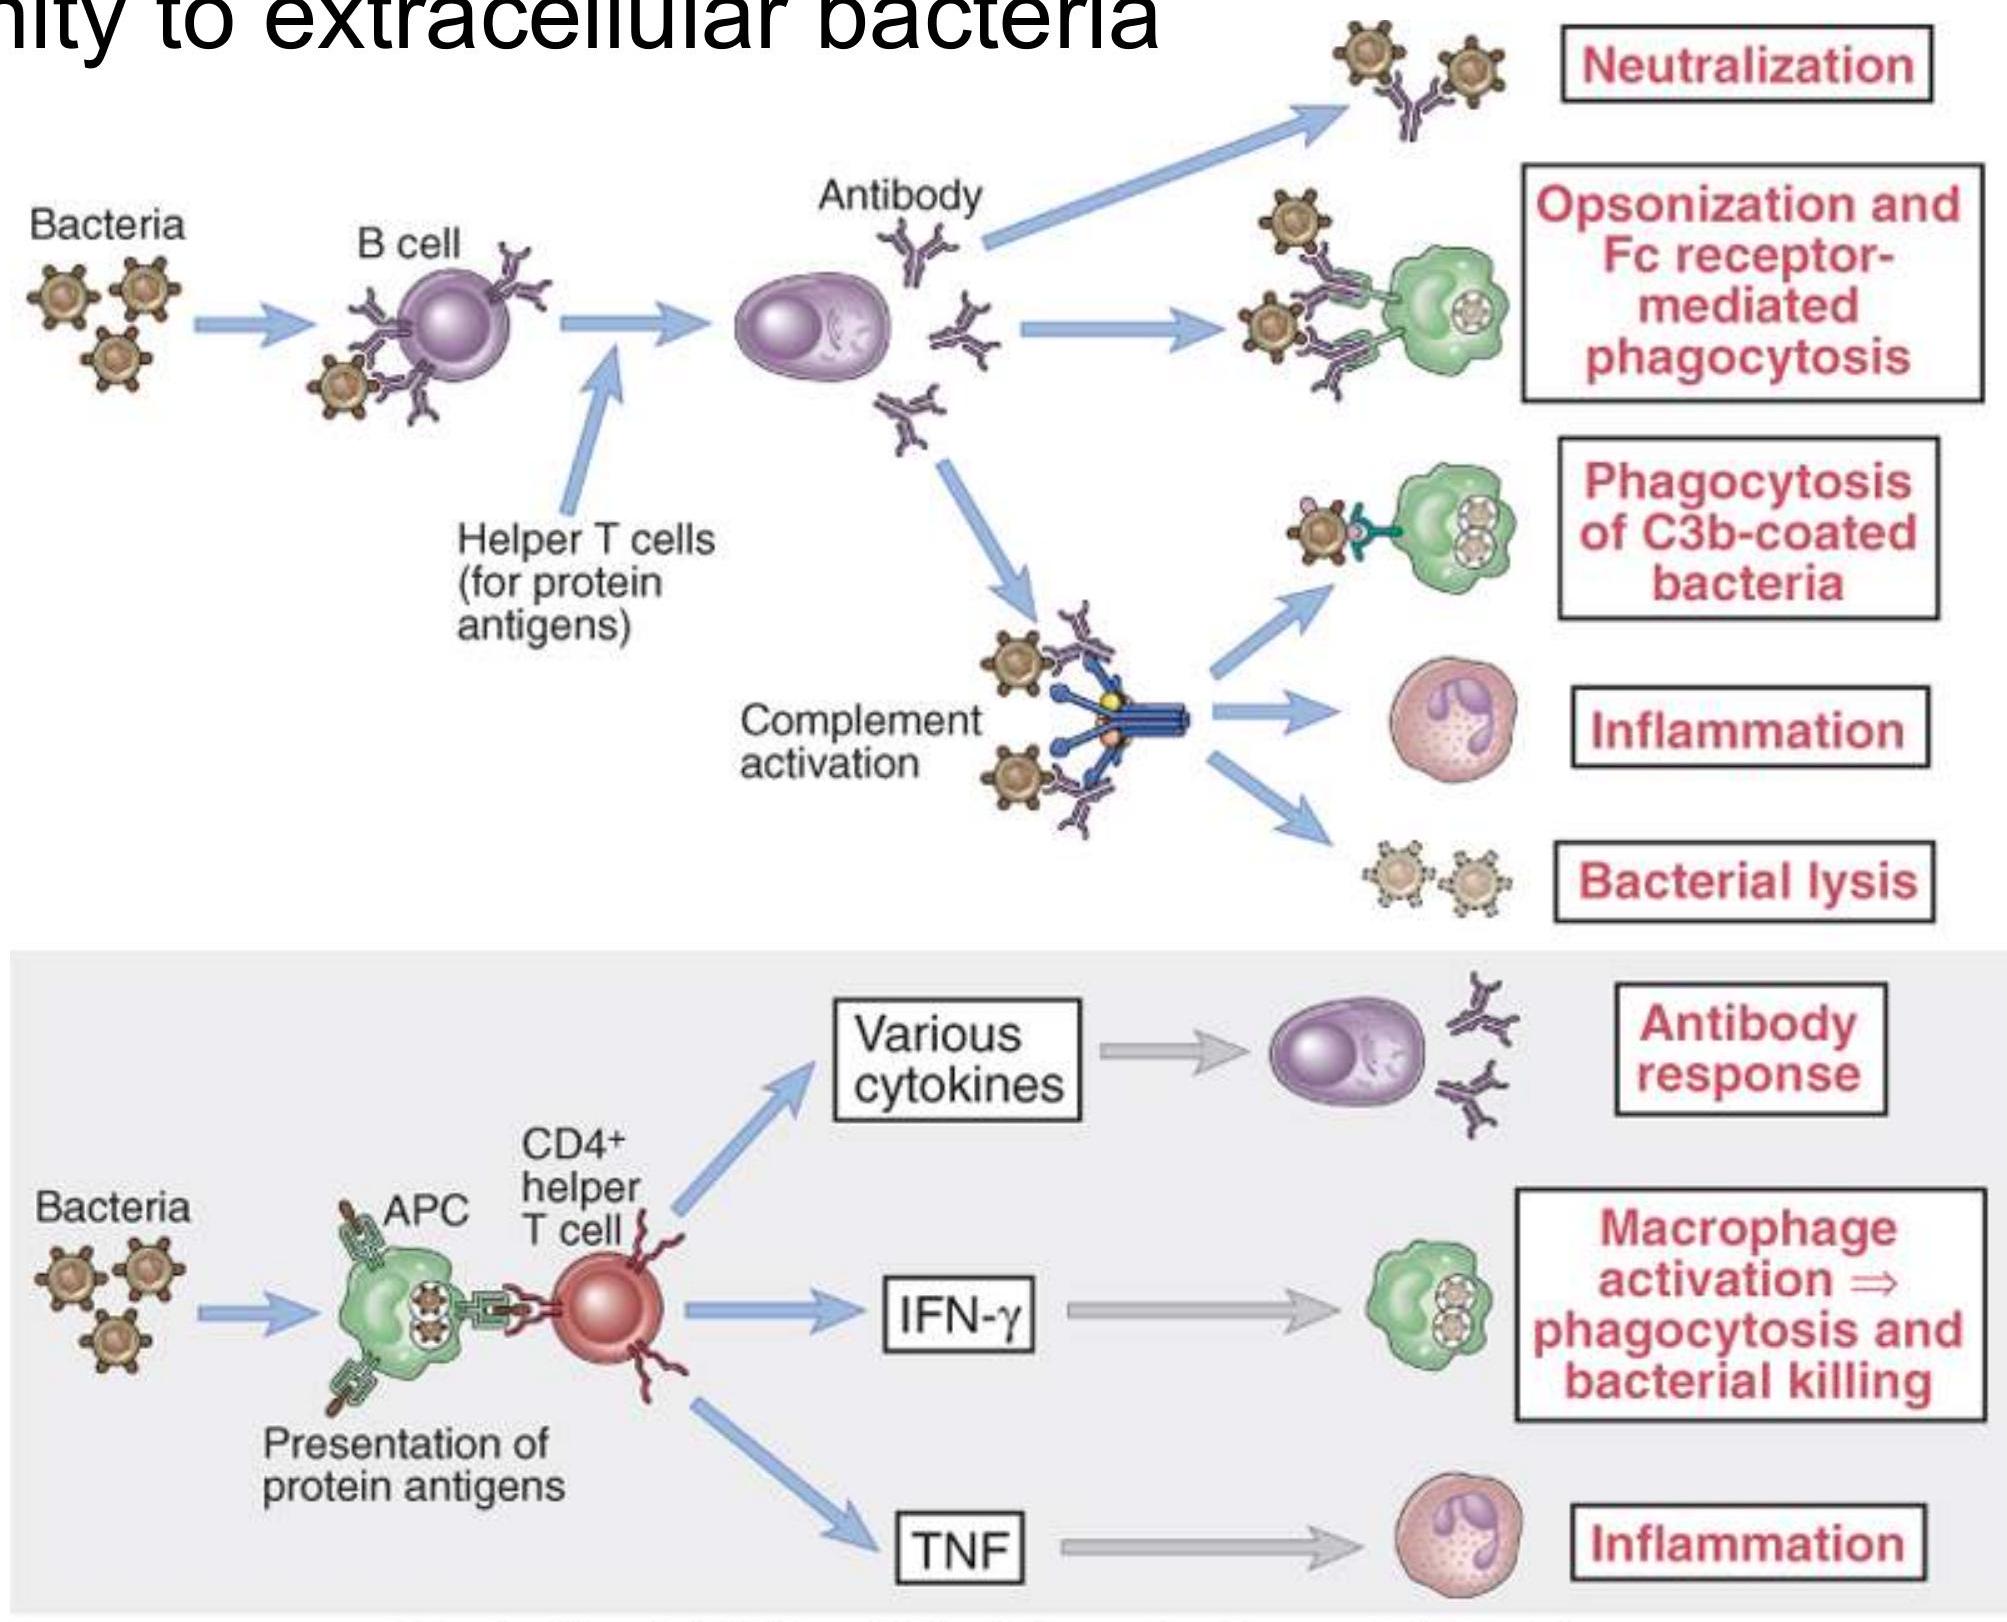 nity to extracellular bacteria
Neutralization
Bacteria
B cell
Antibody
Opsonization and
Fc receptor-
mediated
phagocytosis
Helper T cells
(for protein
antigens)
Phagocytosis
of C3b-coated
bacteria
Complement
activation
Inflammation
Bacterial lysis
Various
cytokines
Antibody
response
Bacteria
APC
CD4+
helper
T cell
IFN-γ
Macrophage
activation ⇒
phagocytosis and
bacterial killing
Presentation of
protein antigens
TNF
Inflammation